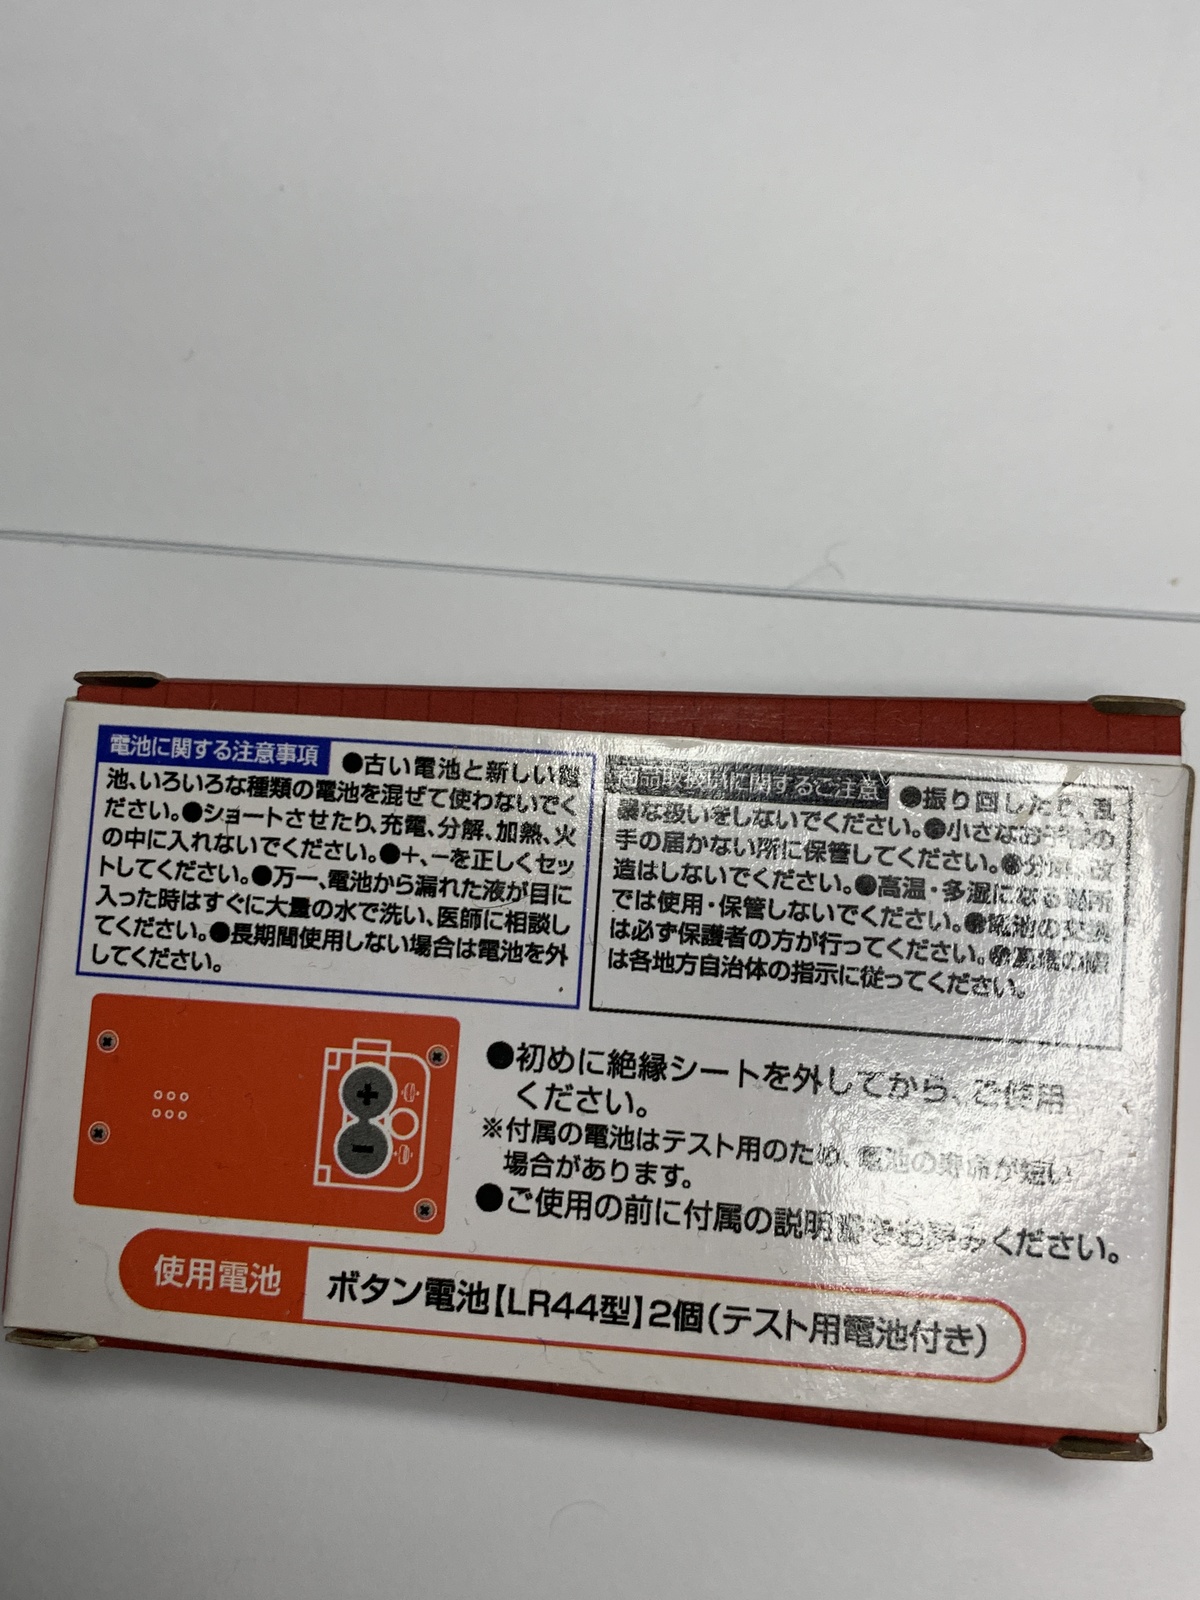 電池に関する注意事項 ●古い電池と新しい電
池、いろいろな種類の電池を混ぜて使わないでく
ださい。●ショートさせたり、充電、分解、加熱、火
の中に入れないでください。●+、-を正しくセッ
トしてください。●万一、電池から漏れた液が目に
入った時はすぐに大量の水で洗い、医師に相談し
てください。●長期間使用しない場合は電池を外
してください。
商品取扱いに関するご注意 ●振り回したり、乱
暴な扱いをしないでください。●小さなお子様の
手の届かない所に保管してください。●分解、改
造はしないでください。●高温・多湿になる場所
では使用・保管しないでください。●電池の交換
は必ず保護者の方が行ってください。●廃棄の際
は各地方自治体の指示に従ってください。
+
-
●初めに絶縁シートを外してから、ご使用
ください。
※付属の電池はテスト用のため、電池の寿命が短い
場合があります。
●ご使用の前に付属の説明書をお読みください。
使用電池 ボタン電池【LR44型】2個(テスト用電池付き)